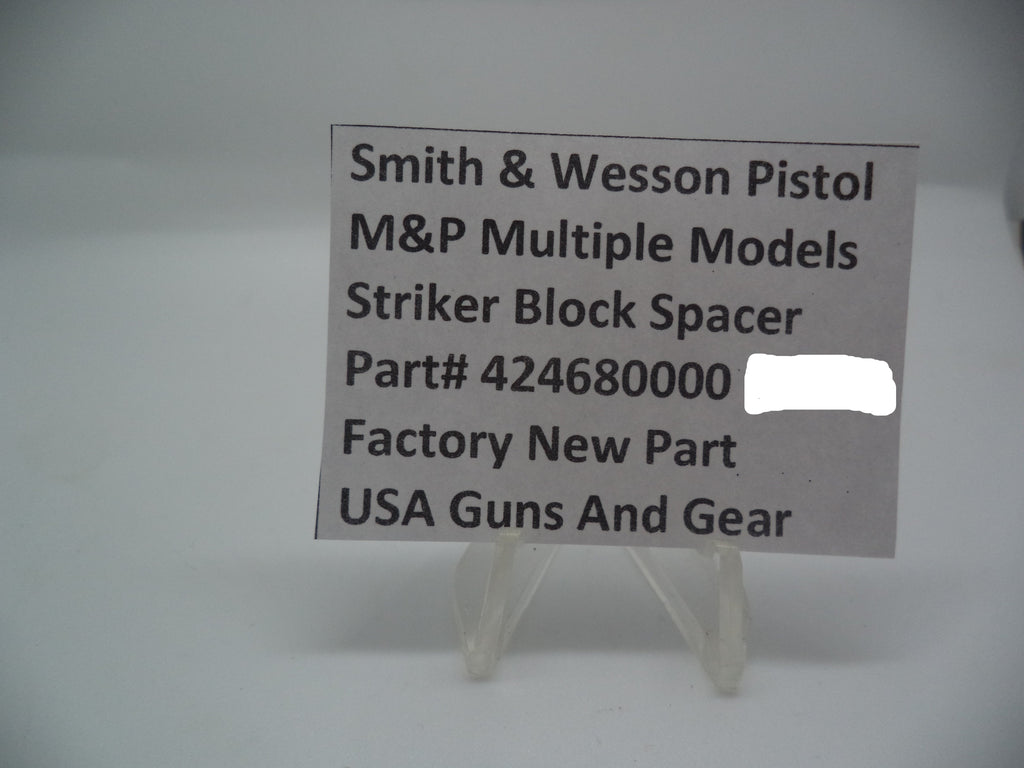 Smith & Wesson Pistol
M&P Multiple Models
Striker Block Spacer
Part# 424680000
Factory New Part
USA Guns And Gear